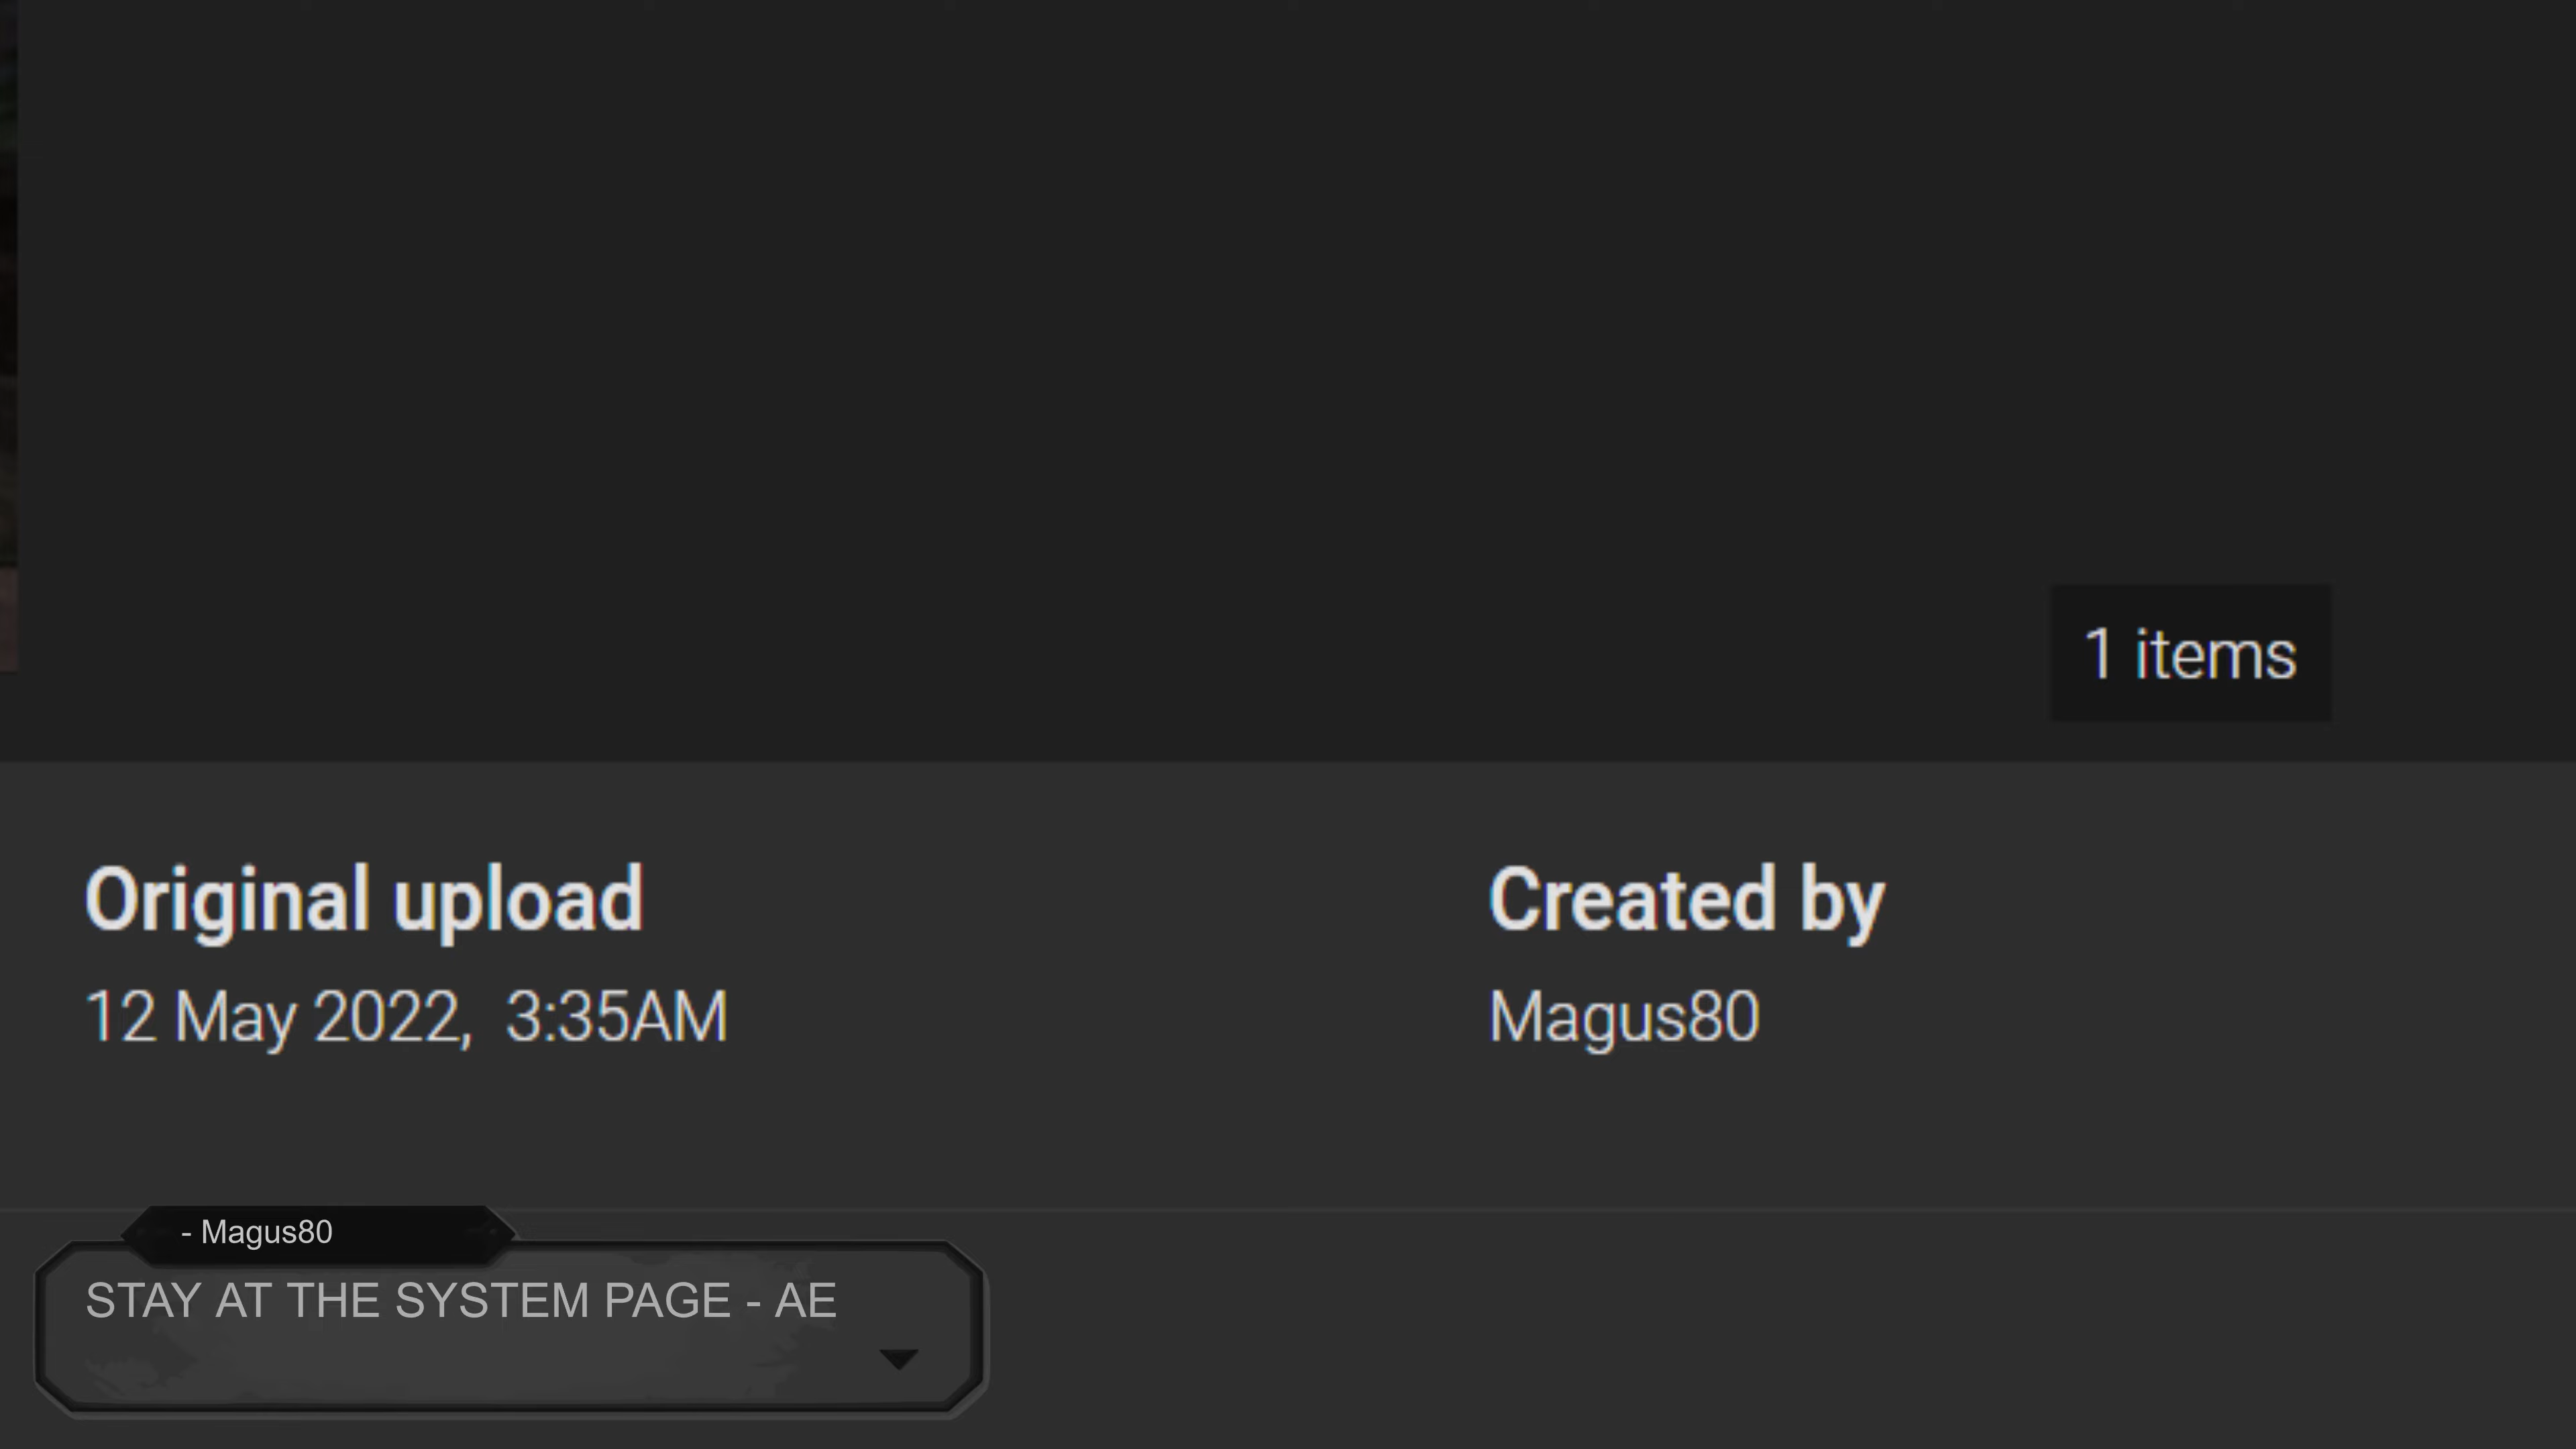 1 items
Original upload
12 May 2022, 3:35AM
Created by
Magus80
- Magus80
STAY AT THE SYSTEM PAGE - AE